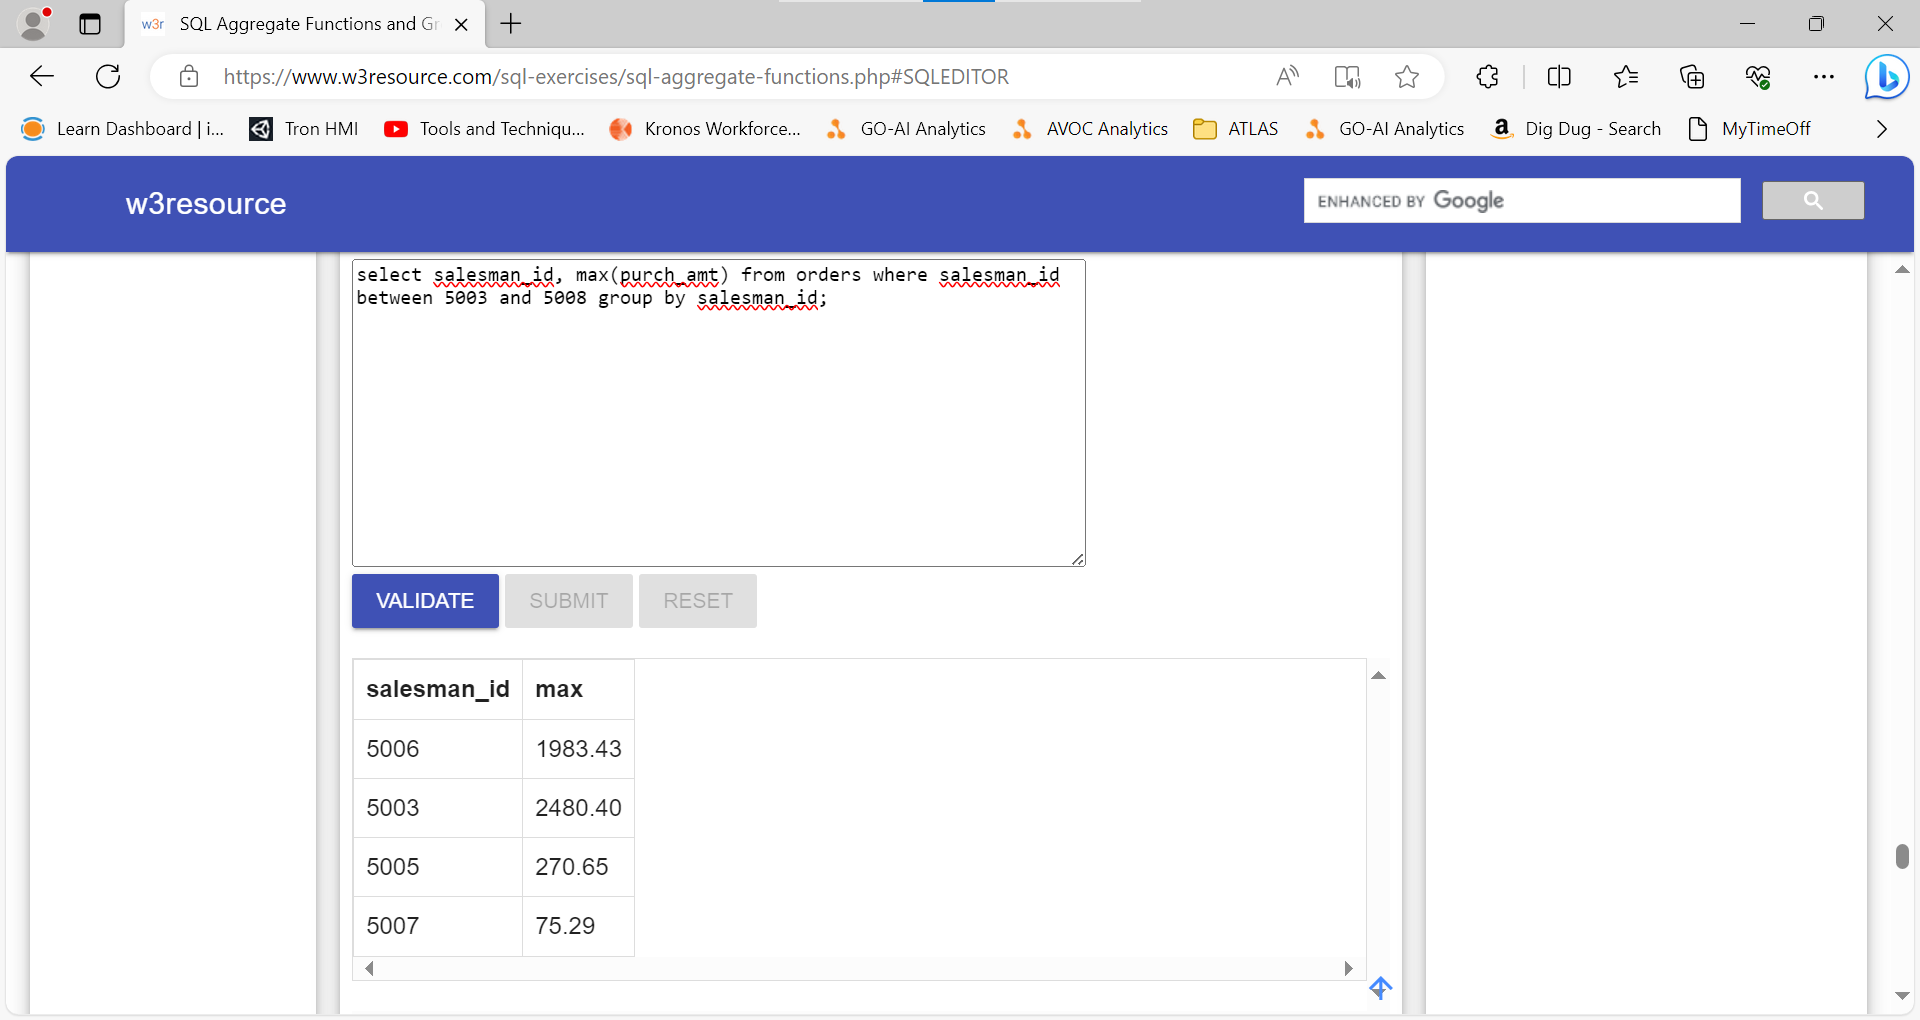 w3r SQL Aggregate Functions and Gr
https://www.w3resource.com/sql-exercises/sql-aggregate-functions.php#SQLEDITOR
Learn Dashboard | i... Tron HMI Tools and Techniqu... Kronos Workforce... GO-AI Analytics AVOC Analytics ATLAS GO-AI Analytics Dig Dug - Search MyTimeOff
w3resource ENHANCED BY Google
select salesman_id, max(purch_amt) from orders where salesman_id
between 5003 and 5008 group by salesman_id;
VALIDATE SUBMIT RESET
salesman_id max
5006 1983.43
5003 2480.40
5005 270.65
5007 75.29